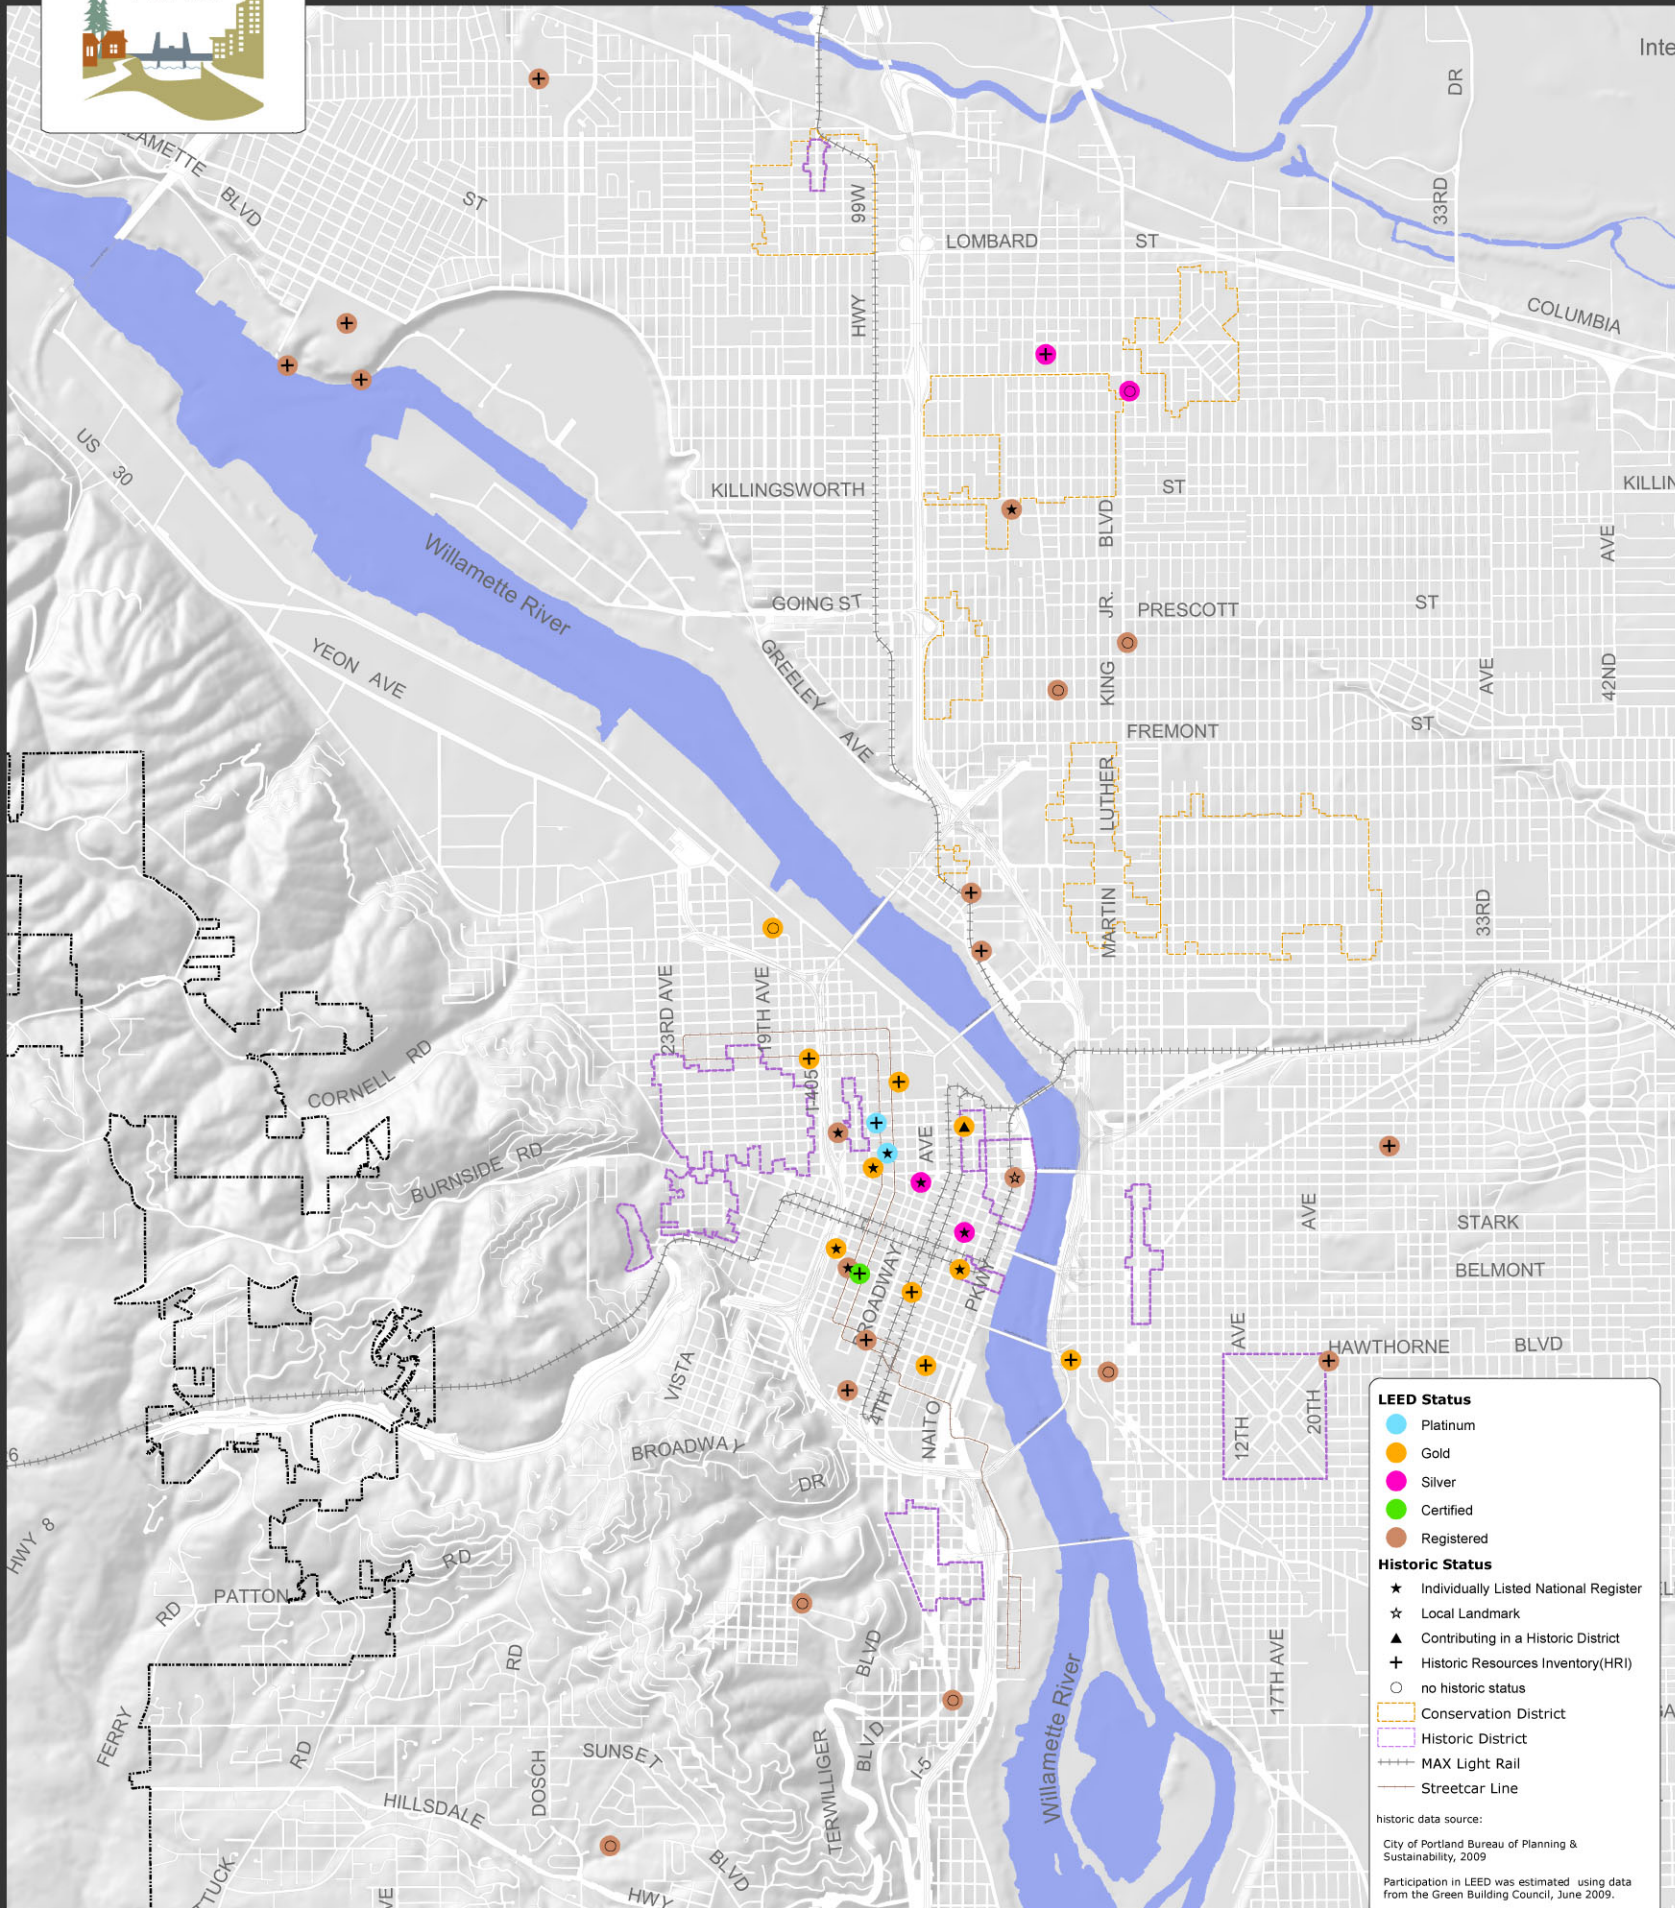 Inte
DR
BLVD
ST
99W
33RD
LOMBARD
ST
HWY
COLUMBIA
US 30
KILLINGSWORTH
ST
Willamette River
BLVD
AVE
GOING ST
JR.
PRESCOTT
ST
YEON AVE
GREELEY AVE
KING
AVE
42ND
FREMONT
ST
LUTHER
MARTIN
33RD
23RD AVE
19TH AVE
CORNELL RD
I-405
BURNSIDE RD
AVE
AVE
STARK
BELMONT
PKWY
AVE
HAWTHORNE
BLVD
VISTA
4TH
NAITO
12TH
20TH
BROADWAY
DR
HWY 8
RD
PATTON
RD
RD
BLVD
17TH AVE
Willamette River
FERRY
RD
DOSCH
SUNSET
TERWILLIGER
BLVD
I-5
HILLSDALE
BLVD
HWY
LEED Status
Platinum
Gold
Silver
Certified
Registered
Historic Status
Individually Listed National Register
Local Landmark
Contributing in a Historic District
Historic Resources Inventory(HRI)
no historic status
Conservation District
Historic District
MAX Light Rail
Streetcar Line
historic data source:
City of Portland Bureau of Planning &
Sustainability, 2009
Participation in LEED was estimated using data
from the Green Building Council, June 2009.